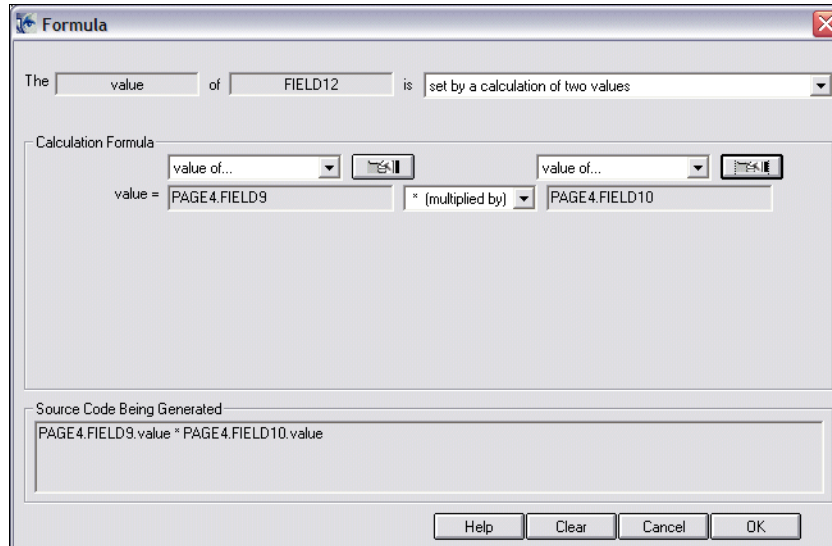 Formula
The value of FIELD12 is set by a calculation of two values
Calculation Formula
value of... value of...
value = PAGE4.FIELD9 * (multiplied by) PAGE4.FIELD10
Source Code Being Generated
PAGE4.FIELD9.value * PAGE4.FIELD10.value
Help Clear Cancel OK